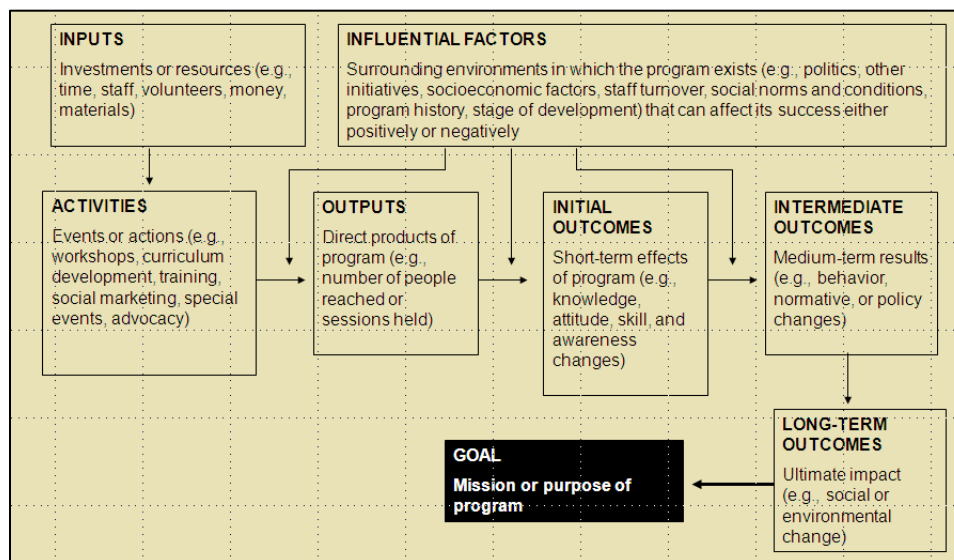 INPUTS
Investments or resources (e.g.,
time, staff, volunteers, money,
materials)
INFLUENTIAL FACTORS
Surrounding environments in which the program exists (e.g., politics, other
initiatives, socioeconomic factors, staff turnover, social norms and conditions,
program history, stage of development) that can affect its success either
positively or negatively
ACTIVITIES
Events or actions (e.g.,
workshops, curriculum
development, training,
social marketing, special
events, advocacy)
OUTPUTS
Direct products of
program (e.g.,
number of people
reached or
sessions held)
INITIAL
OUTCOMES
Short-term effects
of program (e.g.,
knowledge,
attitude, skill, and
awareness
changes)
INTERMEDIATE
OUTCOMES
Medium-term results
(e.g., behavior,
normative, or policy
changes)
LONG-TERM
OUTCOMES
Ultimate impact
(e.g., social or
environmental
change)
GOAL
Mission or purpose of
program